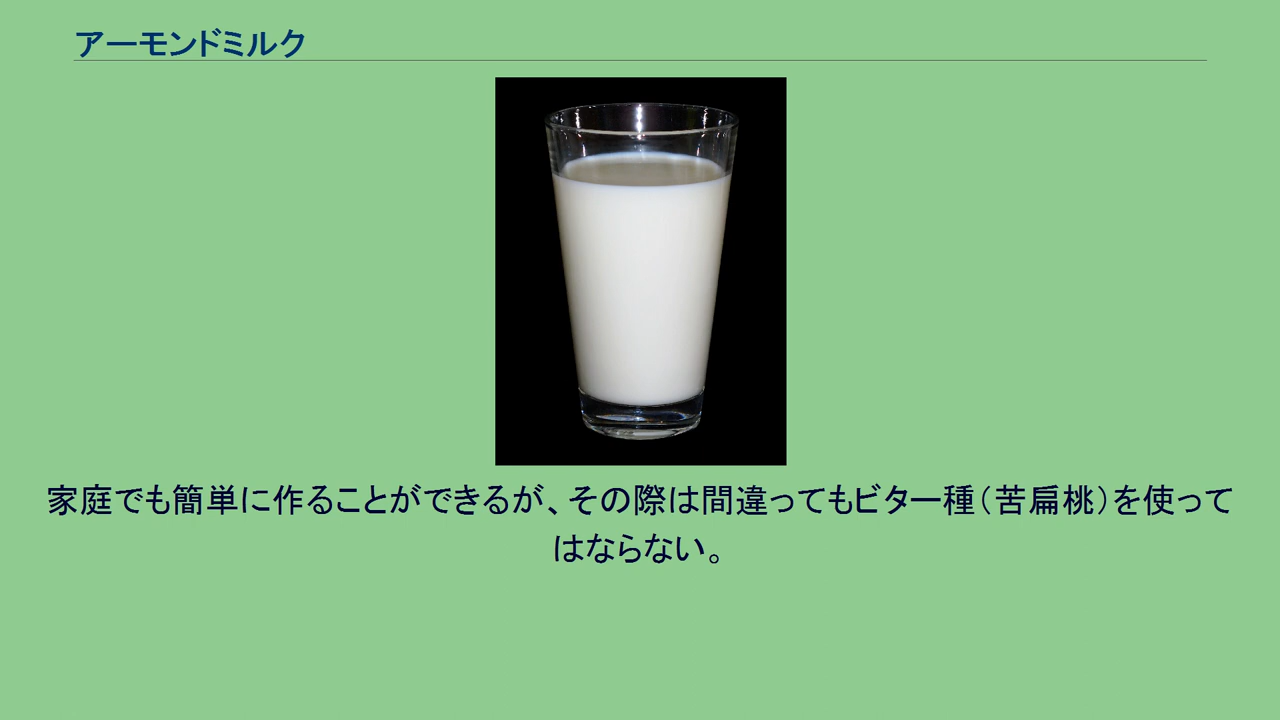 アーモンドミルク
家庭でも簡単に作ることができるが、その際は間違ってもビター種(苦扁桃)を使って
はならない。